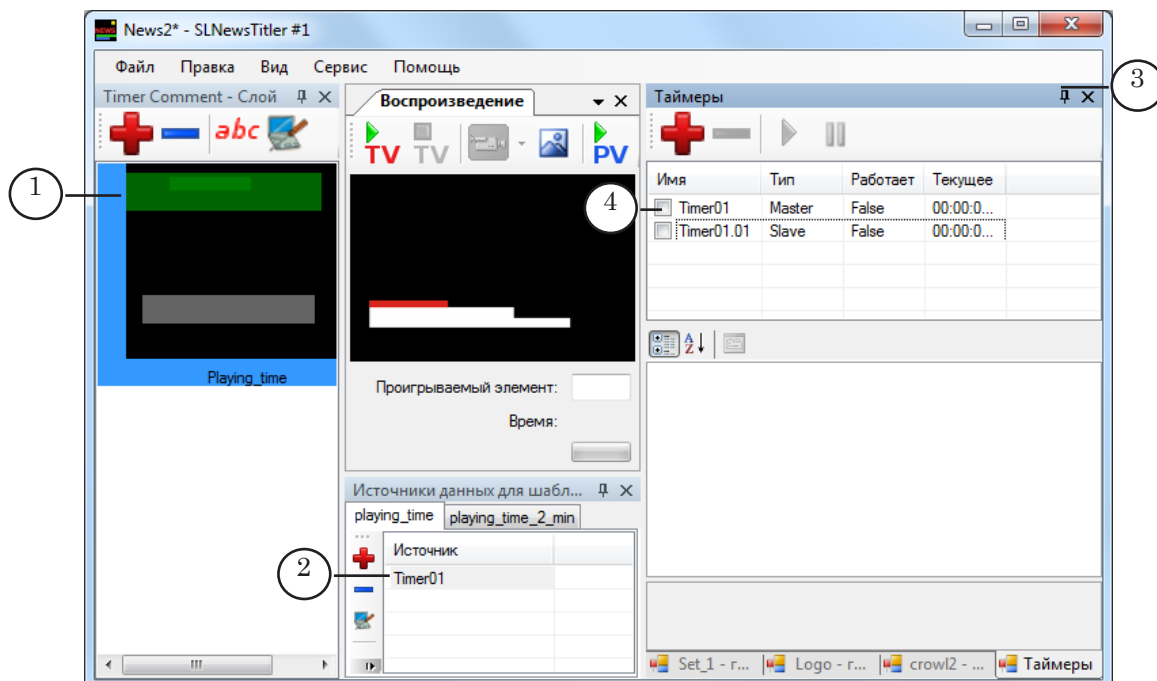 News2* - SLNewsTitler #1
Файл Правка Вид Сервис Помощь
Timer Comment - Слой
abc
Playing_time
Воспроизведение
TV TV PV
Проигрываемый элемент:
Время:
Источники данных для шабл...
playing_time playing_time_2_min
Источник
Timer01
Таймеры
Имя Тип Работает Текущее
Timer01 Master False 00:00:0...
Timer01.01 Slave False 00:00:0...
A
Z
Set_1 - г... Logo - г... crowl2 - ... Таймеры
1
2
3
4